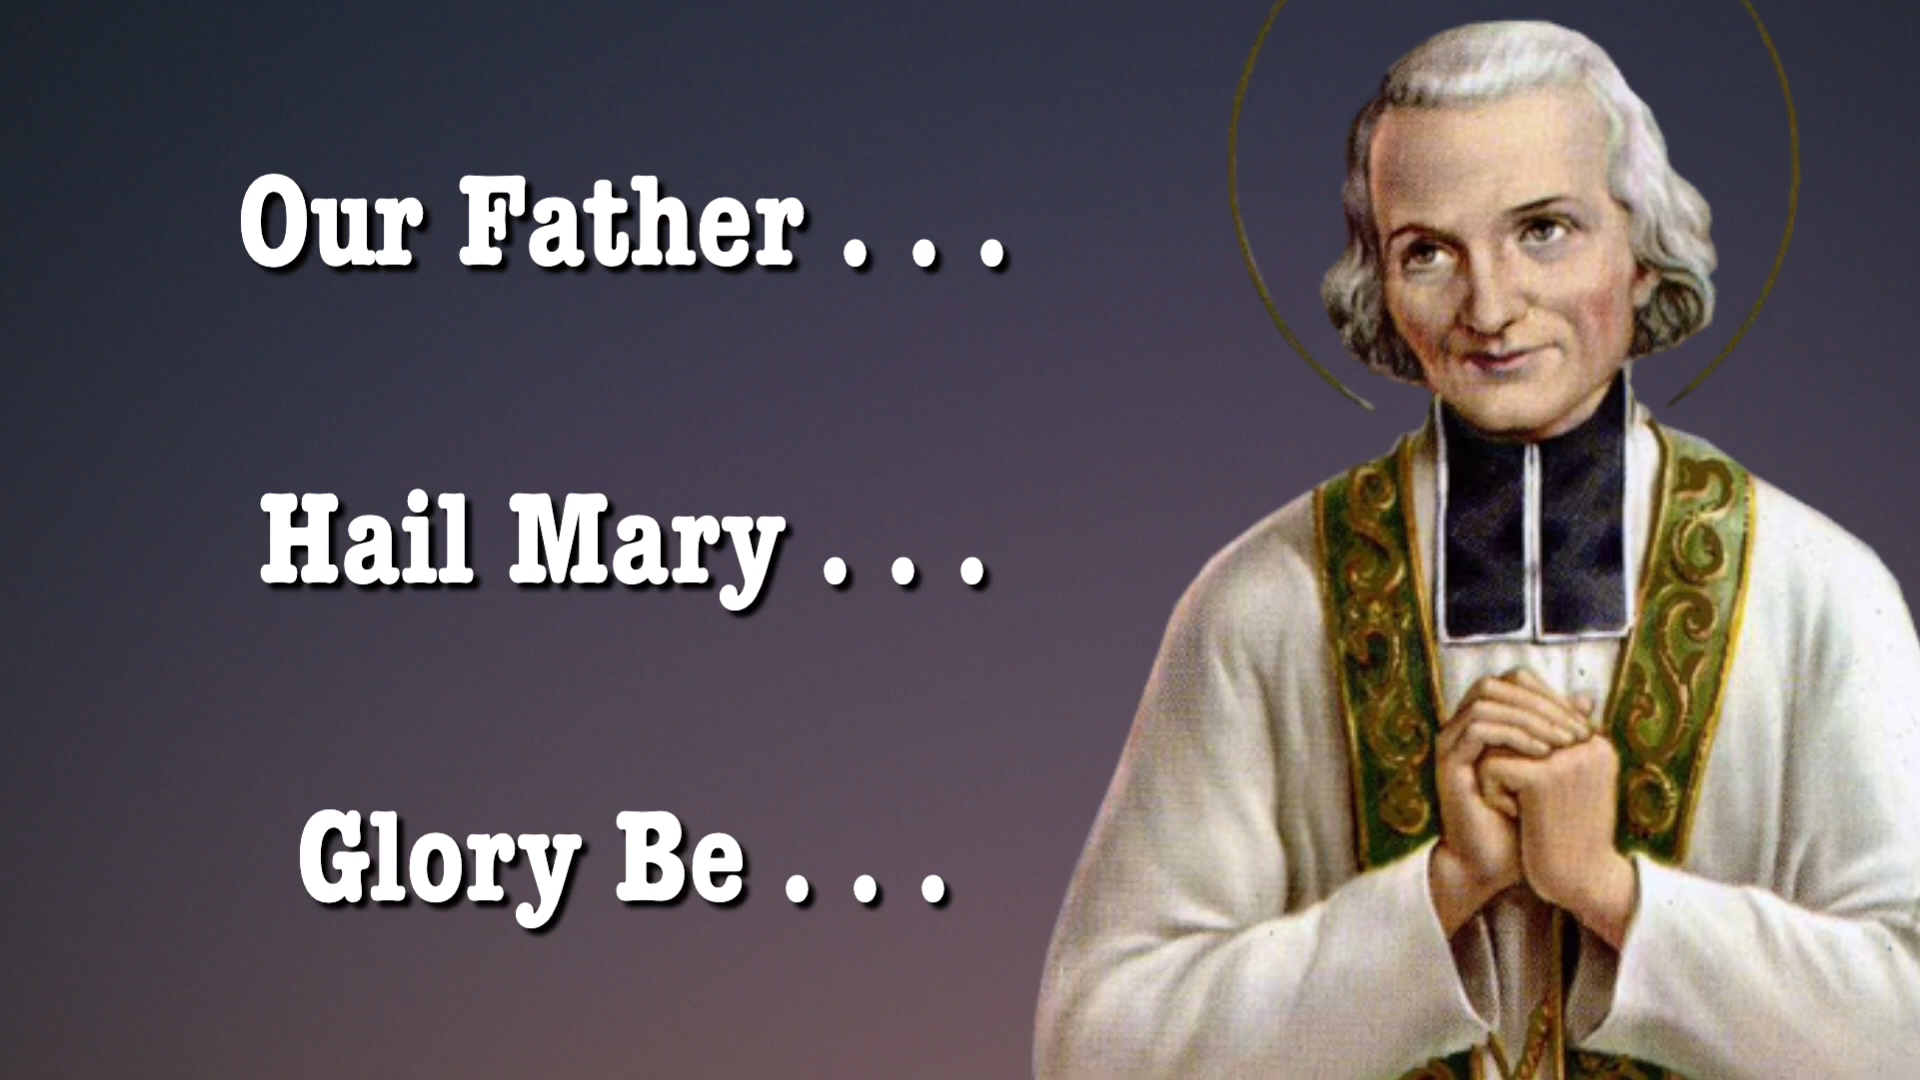 Our Father . . .
Hail Mary . . .
Glory Be . . .